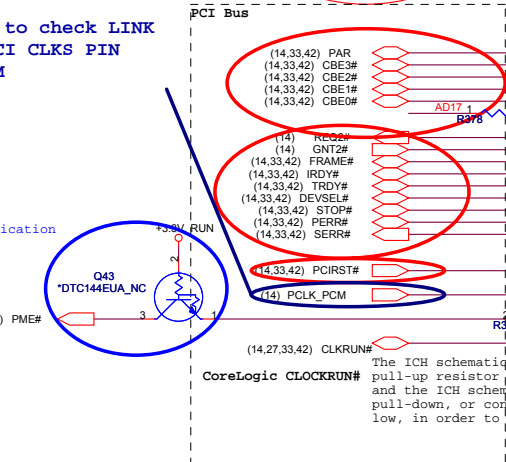 PCI Bus
to check LINK
CI CLKS PIN
M
(14,33,42) PAR
(14,33,42) CBE3#
(14,33,42) CBE2#
(14,33,42) CBE1#
(14,33,42) CBE0#
AD17 1
R378
(14) REQ2#
(14) GNT2#
(14,33,42) FRAME#
(14,33,42) IRDY#
(14,33,42) TRDY#
(14,33,42) DEVSEL#
(14,33,42) STOP#
(14,33,42) PERR#
(14,33,42) SERR#
ication
+3.3V_RUN
2
Q43
*DTC144EUA_NC
(14,33,42) PCIRST#
(14) PCLK_PCM
) PME#
3
1
2
R3
(14,27,33,42) CLKRUN#
CoreLogic CLOCKRUN#
The ICH schematic
pull-up resistor
and the ICH schem
pull-down, or con
low, in order to